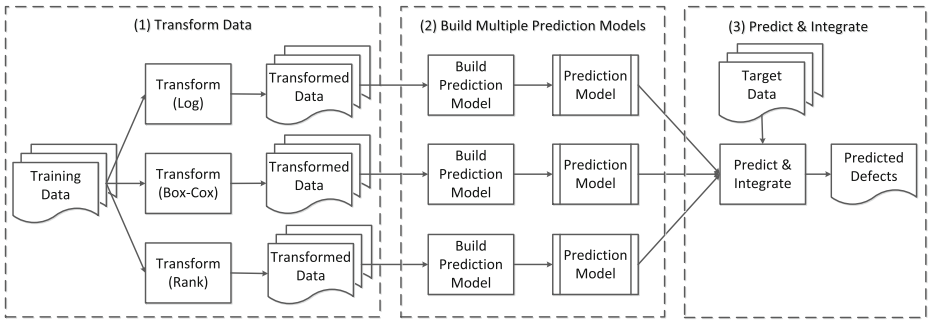 (1) Transform Data
(2) Build Multiple Prediction Models
(3) Predict & Integrate
Training
Data
Transform
(Log)
Transformed
Data
Build
Prediction
Model
Prediction
Model
Target
Data
Transform
(Box-Cox)
Transformed
Data
Build
Prediction
Model
Prediction
Model
Predict &
Integrate
Predicted
Defects
Transform
(Rank)
Transformed
Data
Build
Prediction
Model
Prediction
Model